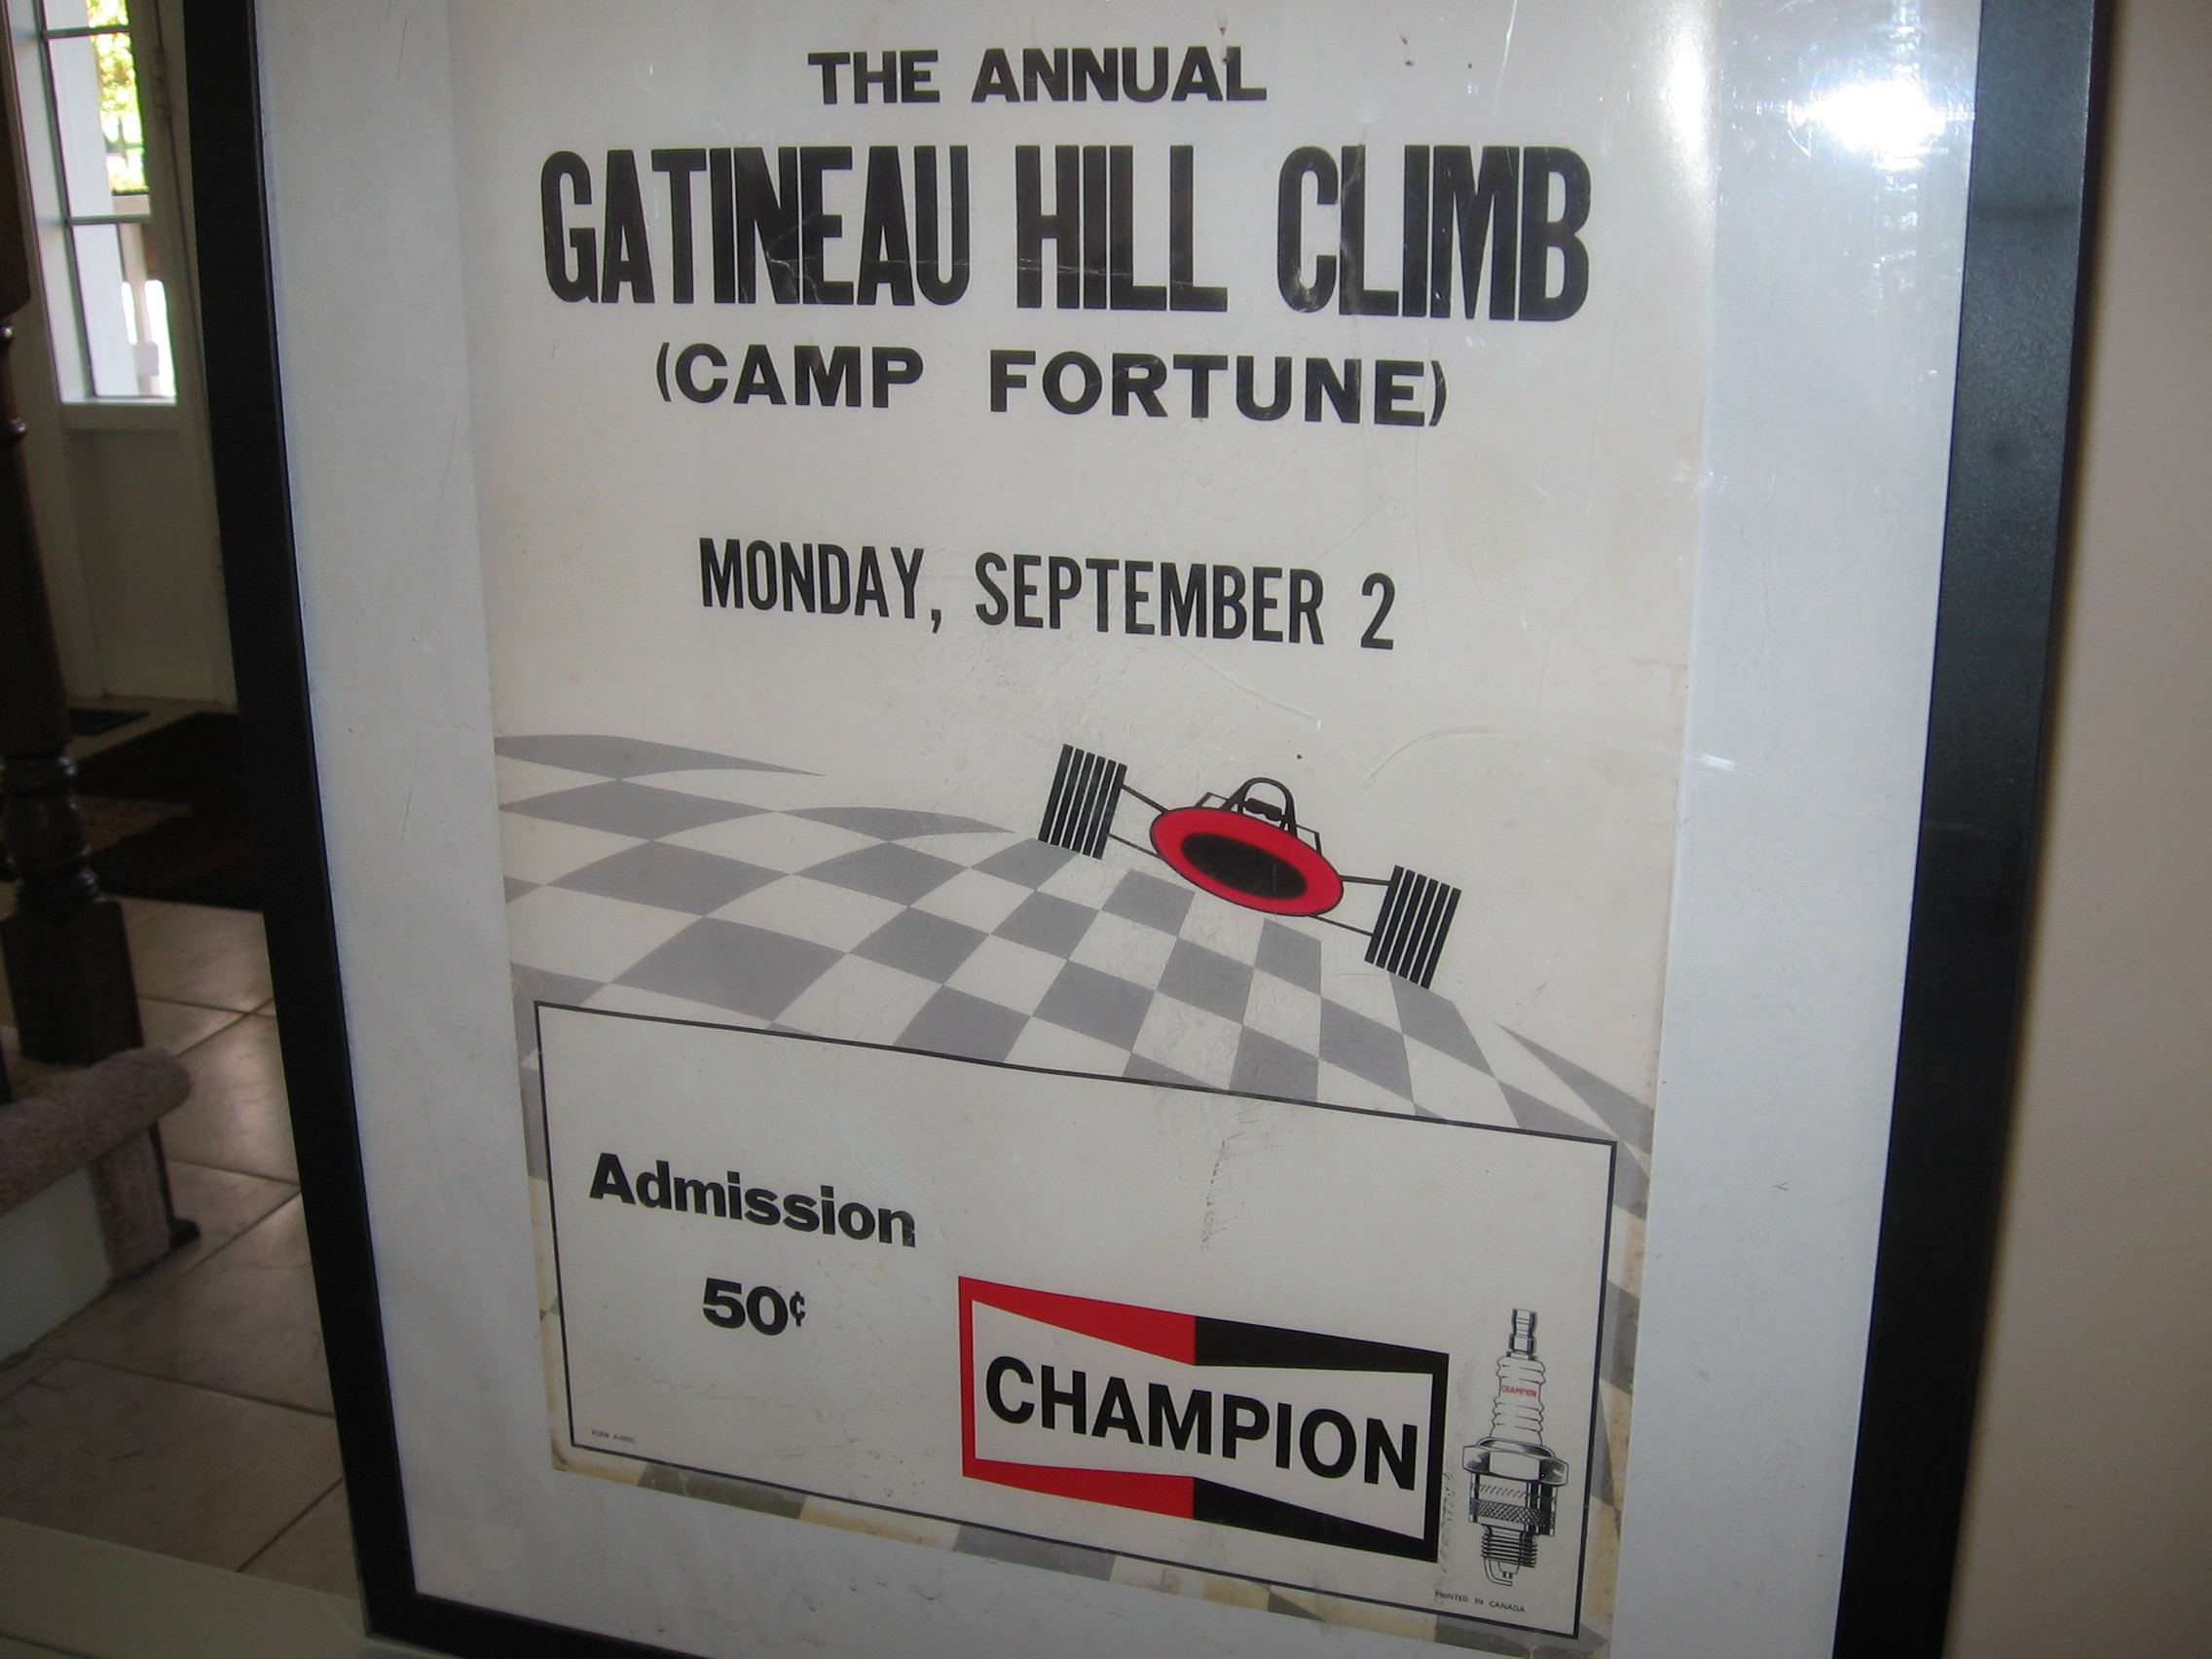 THE ANNUAL
GATINEAU HILL CLIMB
(CAMP FORTUNE)
MONDAY, SEPTEMBER 2
Admission
50¢
CHAMPION
CHAMPION
PRINTED IN CANADA